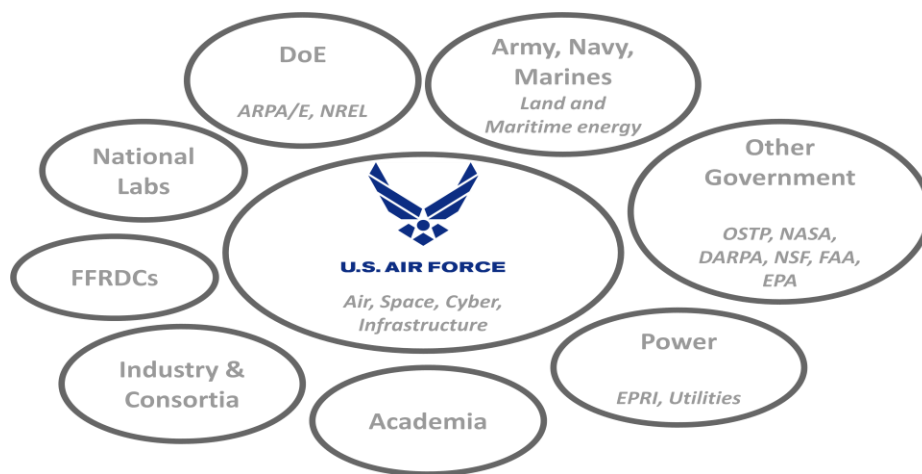 DoE
ARPA/E, NREL
Army, Navy,
Marines
Land and
Maritime energy
National
Labs
Other
Government
OSTP, NASA,
DARPA, NSF, FAA,
EPA
U.S. AIR FORCE
Air, Space, Cyber,
Infrastructure
FFRDCs
Power
EPRI, Utilities
Industry &
Consortia
Academia